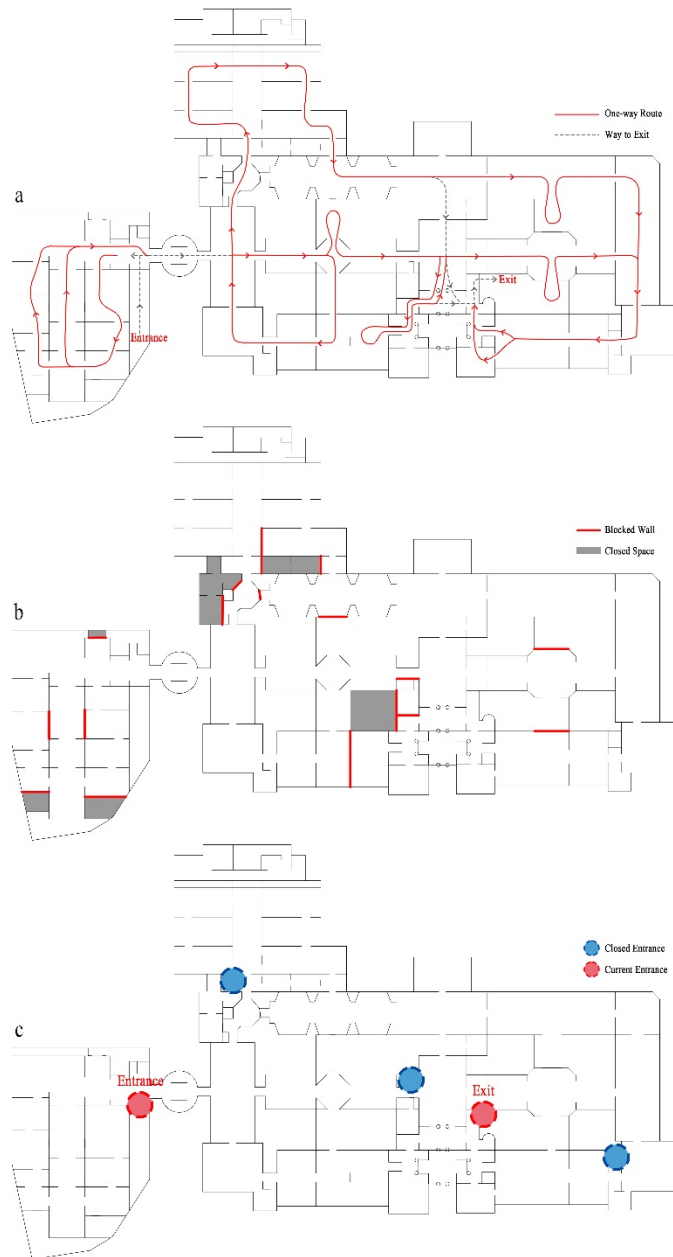 One-way Route
Way to Exit
a
Exit
Entrance
Blocked Wall
Closed Space
b
Closed Entrance
Current Entrance
c
Entrance
Exit